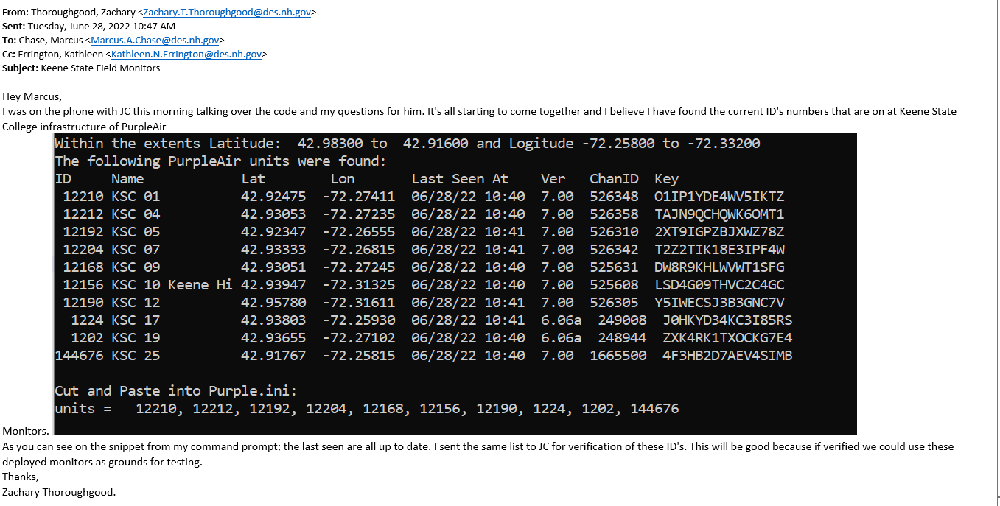 From: Thoroughgood, Zachary <Zachary.T.Thoroughgood@des.nh.gov>
Sent: Tuesday, June 28, 2022 10:47 AM
To: Chase, Marcus <Marcus.A.Chase@des.nh.gov>
Cc: Errington, Kathleen <Kathleen.N.Errington@des.nh.gov>
Subject: Keene State Field Monitors
Hey Marcus,
I was on the phone with JC this morning talking over the code and my questions for him. It's all starting to come together and I believe I have found the current ID's numbers that are on at Keene State
College infrastructure of PurpleAir
Within the extents Latitude:  42.98300 to  42.91600 and Logitude -72.25800 to -72.33200
The following PurpleAir units were found:
ID     Name            Lat        Lon       Last Seen At    Ver   ChanID  Key
12210 KSC 01          42.92475  -72.27411  06/28/22 10:40  7.00  526348  O1IP1YDE4WV5IKTZ
12212 KSC 04          42.93053  -72.27235  06/28/22 10:40  7.00  526358  TAJN9QCHQWK6OMT1
12192 KSC 05          42.92347  -72.26555  06/28/22 10:41  7.00  526310  2XT9IGPZBJXWZ78Z
12204 KSC 07          42.93333  -72.26815  06/28/22 10:41  7.00  526342  T2Z2TIK18E3IPF4W
12168 KSC 09          42.93051  -72.27245  06/28/22 10:40  7.00  525631  DW8R9KHLWVWT1SFG
12156 KSC 10 Keene Hi 42.93947  -72.31325  06/28/22 10:40  7.00  525608  LSD4G09THVC2C4GC
12190 KSC 12          42.95780  -72.31611  06/28/22 10:41  7.00  526305  Y5IWECSJ3B3GNC7V
1224 KSC 17          42.93803  -72.25930  06/28/22 10:41  6.06a  249008  J0HKYD34KC3I85RS
1202 KSC 19          42.93655  -72.27102  06/28/22 10:40  6.06a  248944  ZXK4RK1TXOCKG7E4
144676 KSC 25          42.91767  -72.25815  06/28/22 10:40  7.00  1665500  4F3HB2D7AEV4SIMB
Cut and Paste into Purple.ini:
units =   12210, 12212, 12192, 12204, 12168, 12156, 12190, 1224, 1202, 144676
Monitors.
As you can see on the snippet from my command prompt; the last seen are all up to date. I sent the same list to JC for verification of these ID's. This will be good because if verified we could use these
deployed monitors as grounds for testing.
Thanks,
Zachary Thoroughgood.